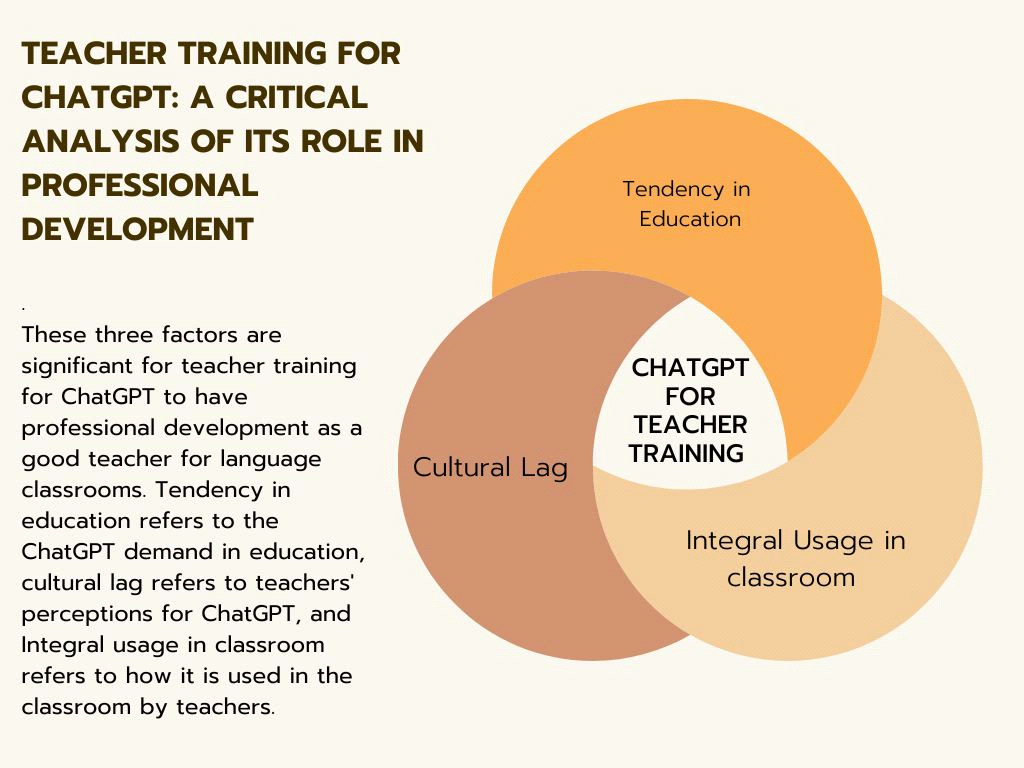 TEACHER TRAINING FOR
CHATGPT: A CRITICAL
ANALYSIS OF ITS ROLE IN
PROFESSIONAL
DEVELOPMENT
.
These three factors are
significant for teacher training
for ChatGPT to have
professional development as a
good teacher for language
classrooms. Tendency in
education refers to the
ChatGPT demand in education,
cultural lag refers to teachers'
perceptions for ChatGPT, and
Integral usage in classroom
refers to how it is used in the
classroom by teachers.
Tendency in
Education
CHATGPT
FOR
TEACHER
TRAINING
Cultural Lag
Integral Usage in
classroom